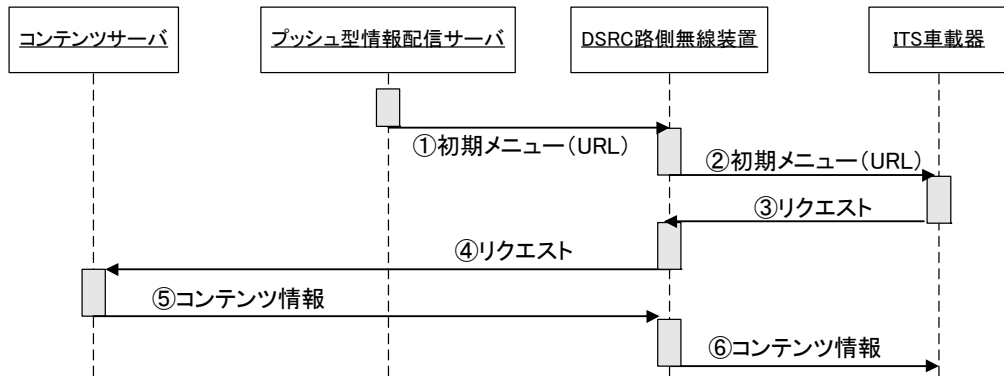 コンテンツサーバ
プッシュ型情報配信サーバ
DSRC路側無線装置
ITS車載器
①初期メニュー(URL)
②初期メニュー(URL)
③リクエスト
④リクエスト
⑤コンテンツ情報
⑥コンテンツ情報